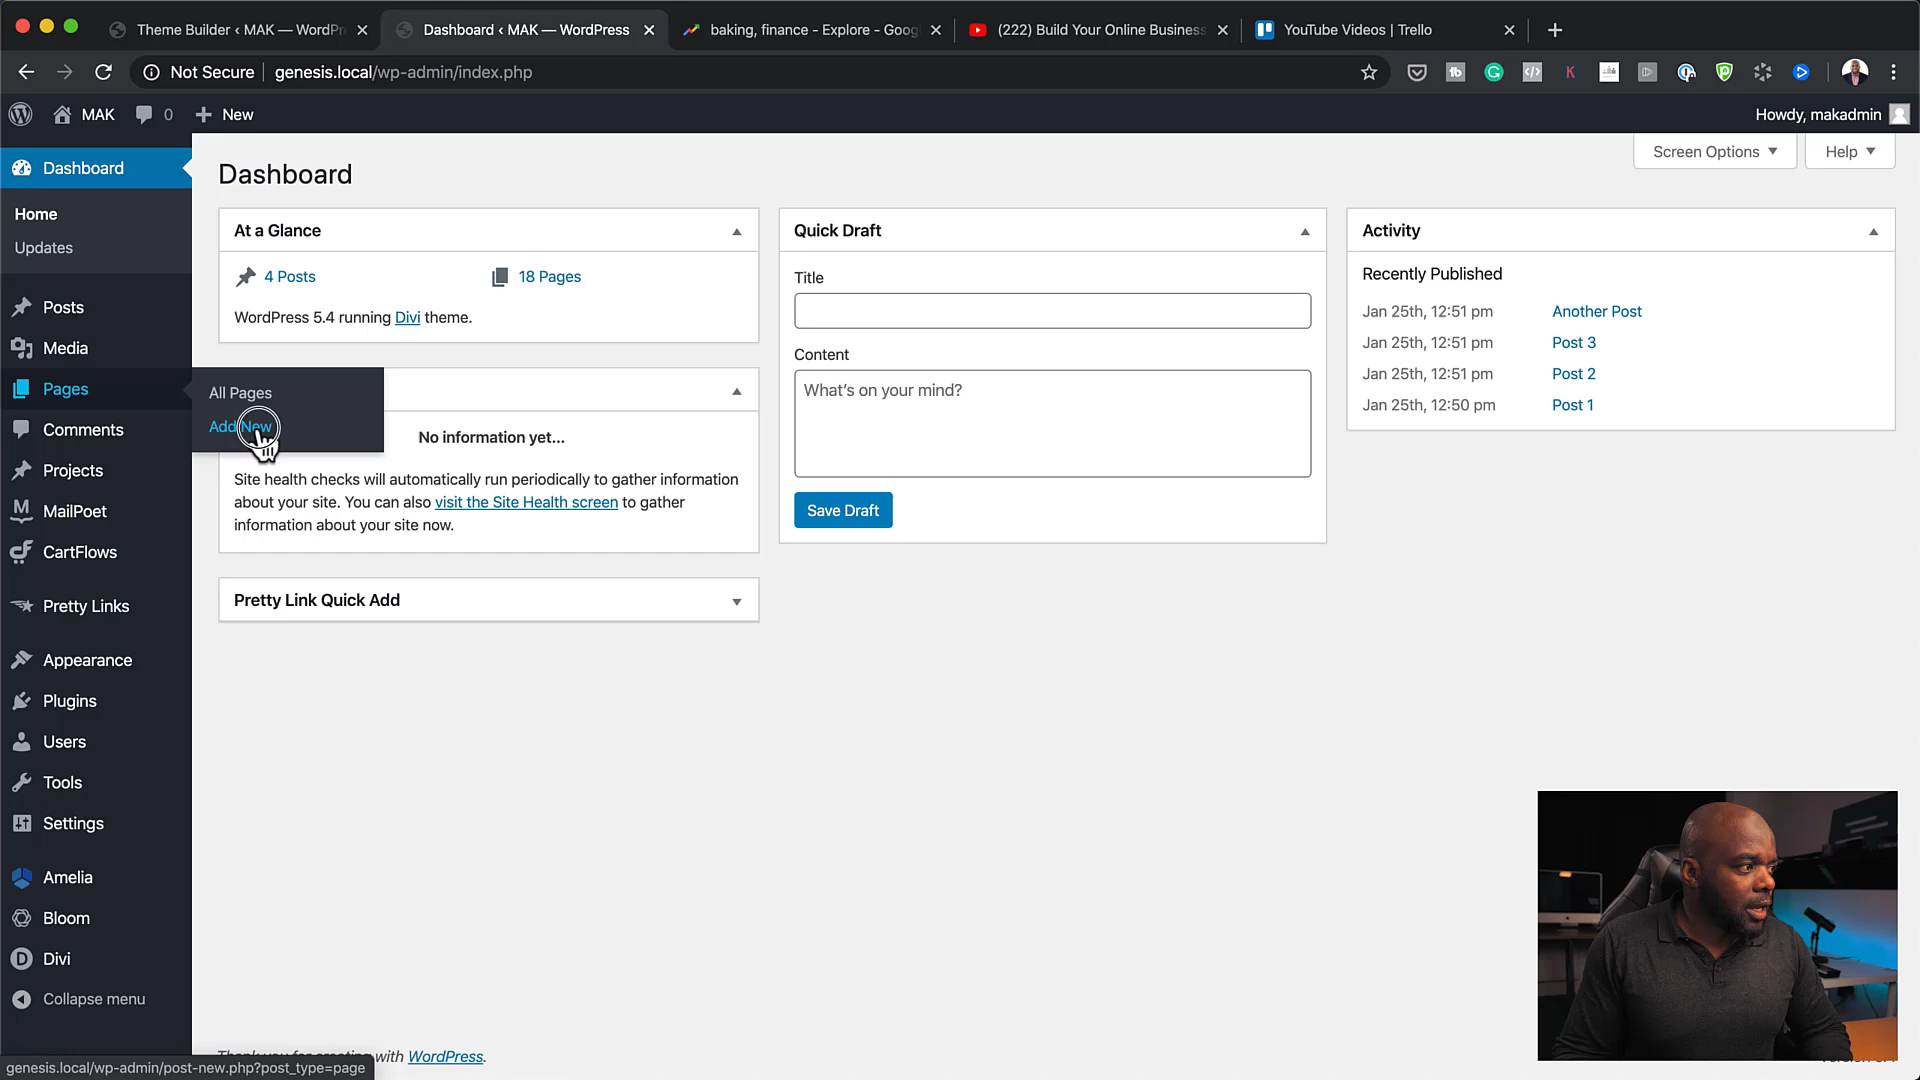 Theme Builder ‹ MAK — WordPr
Dashboard ‹ MAK — WordPress
baking, finance - Explore - Goog
(222) Build Your Online Business
YouTube Videos | Trello
Not Secure
genesis.local/wp-admin/index.php
MAK
0
New
Howdy, makadmin
Dashboard
Home
Updates
Posts
Media
Pages
All Pages
Add New
Comments
Projects
MailPoet
CartFlows
Pretty Links
Appearance
Plugins
Users
Tools
Settings
Amelia
Bloom
Divi
Collapse menu
Dashboard
Screen Options
Help
At a Glance
4 Posts
18 Pages
WordPress 5.4 running Divi theme.
No information yet...
Site health checks will automatically run periodically to gather information
about your site. You can also visit the Site Health screen to gather
information about your site now.
Pretty Link Quick Add
Quick Draft
Title
Content
What's on your mind?
Save Draft
Activity
Recently Published
Jan 25th, 12:51 pm Another Post
Jan 25th, 12:51 pm Post 3
Jan 25th, 12:51 pm Post 2
Jan 25th, 12:50 pm Post 1
Thank you for creating with WordPress.
genesis.local/wp-admin/post-new.php?post_type=page